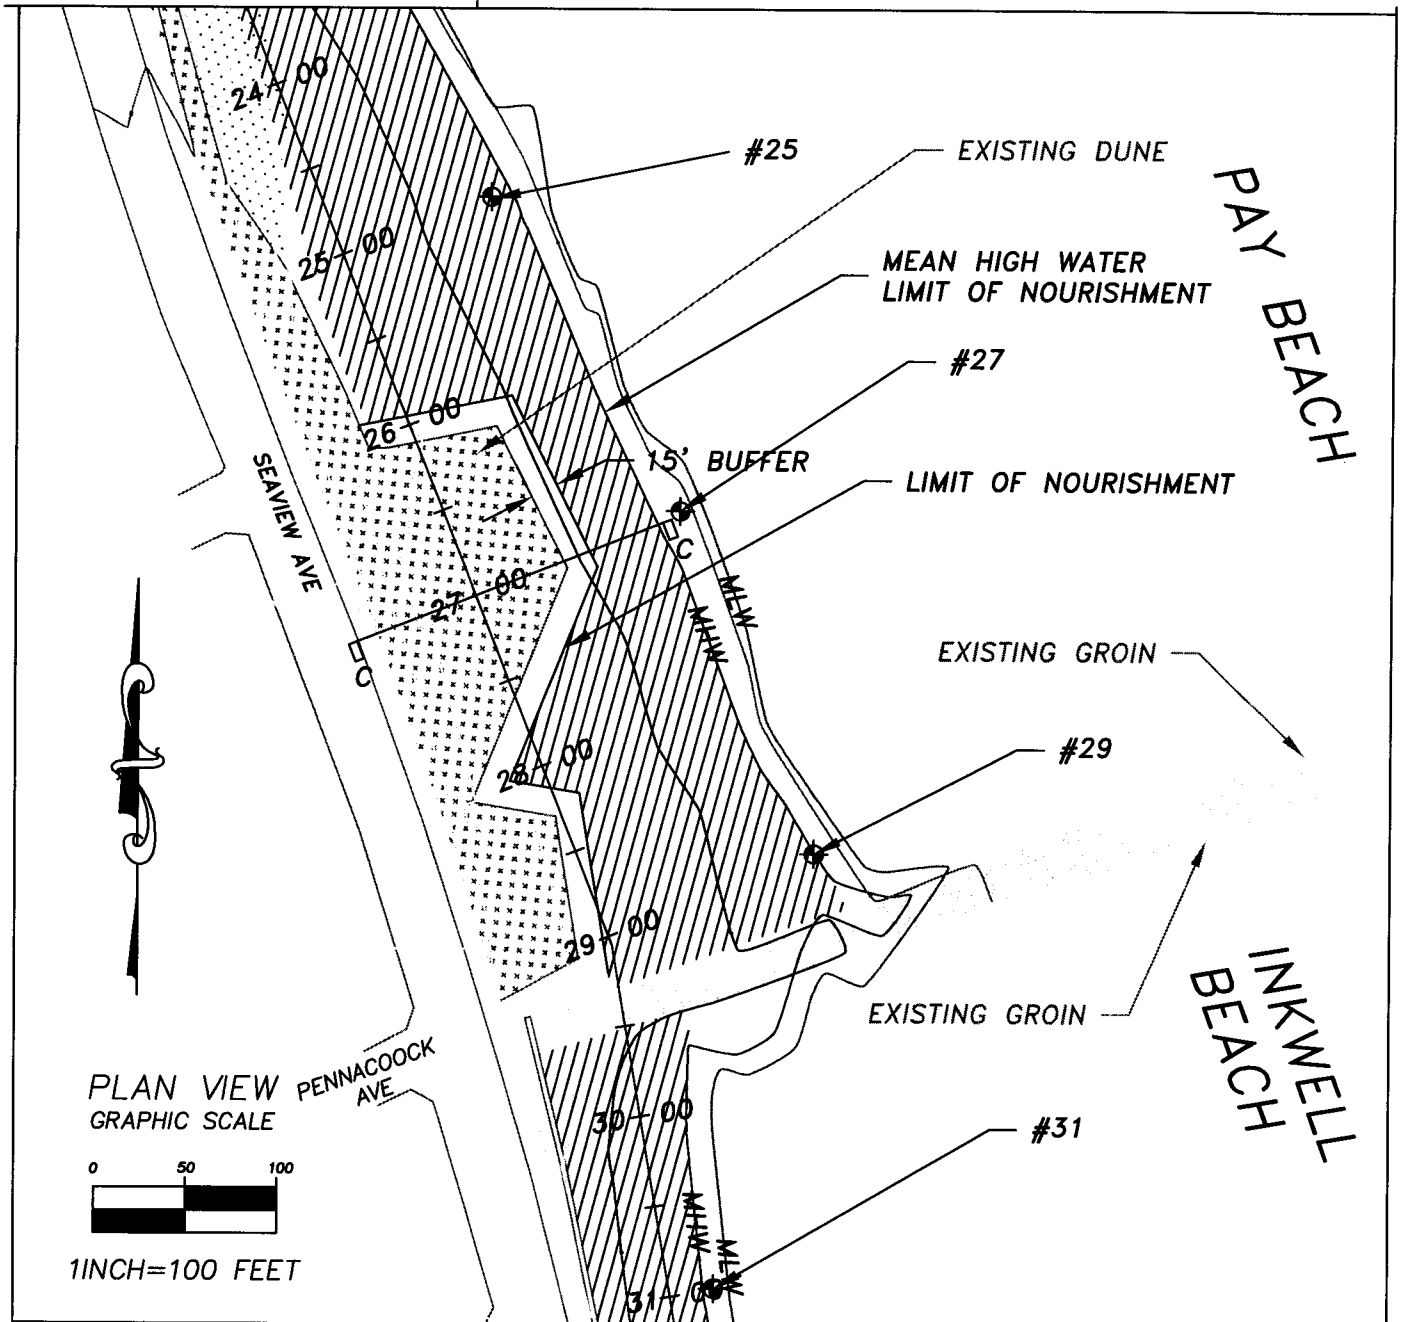 24+00
#25
EXISTING DUNE
PAY BEACH
25+00
MEAN HIGH WATER
LIMIT OF NOURISHMENT
#27
26+00
15' BUFFER
LIMIT OF NOURISHMENT
SEAVIEW AVE
C
27+00
MLW
MHW
C
EXISTING GROIN
#29
28+00
29+00
EXISTING GROIN
INKWELL
BEACH
PENNACOOCK
AVE
PLAN VIEW
GRAPHIC SCALE
30+00
#31
0 50 100
MHW
MLW
1INCH=100 FEET
31+00